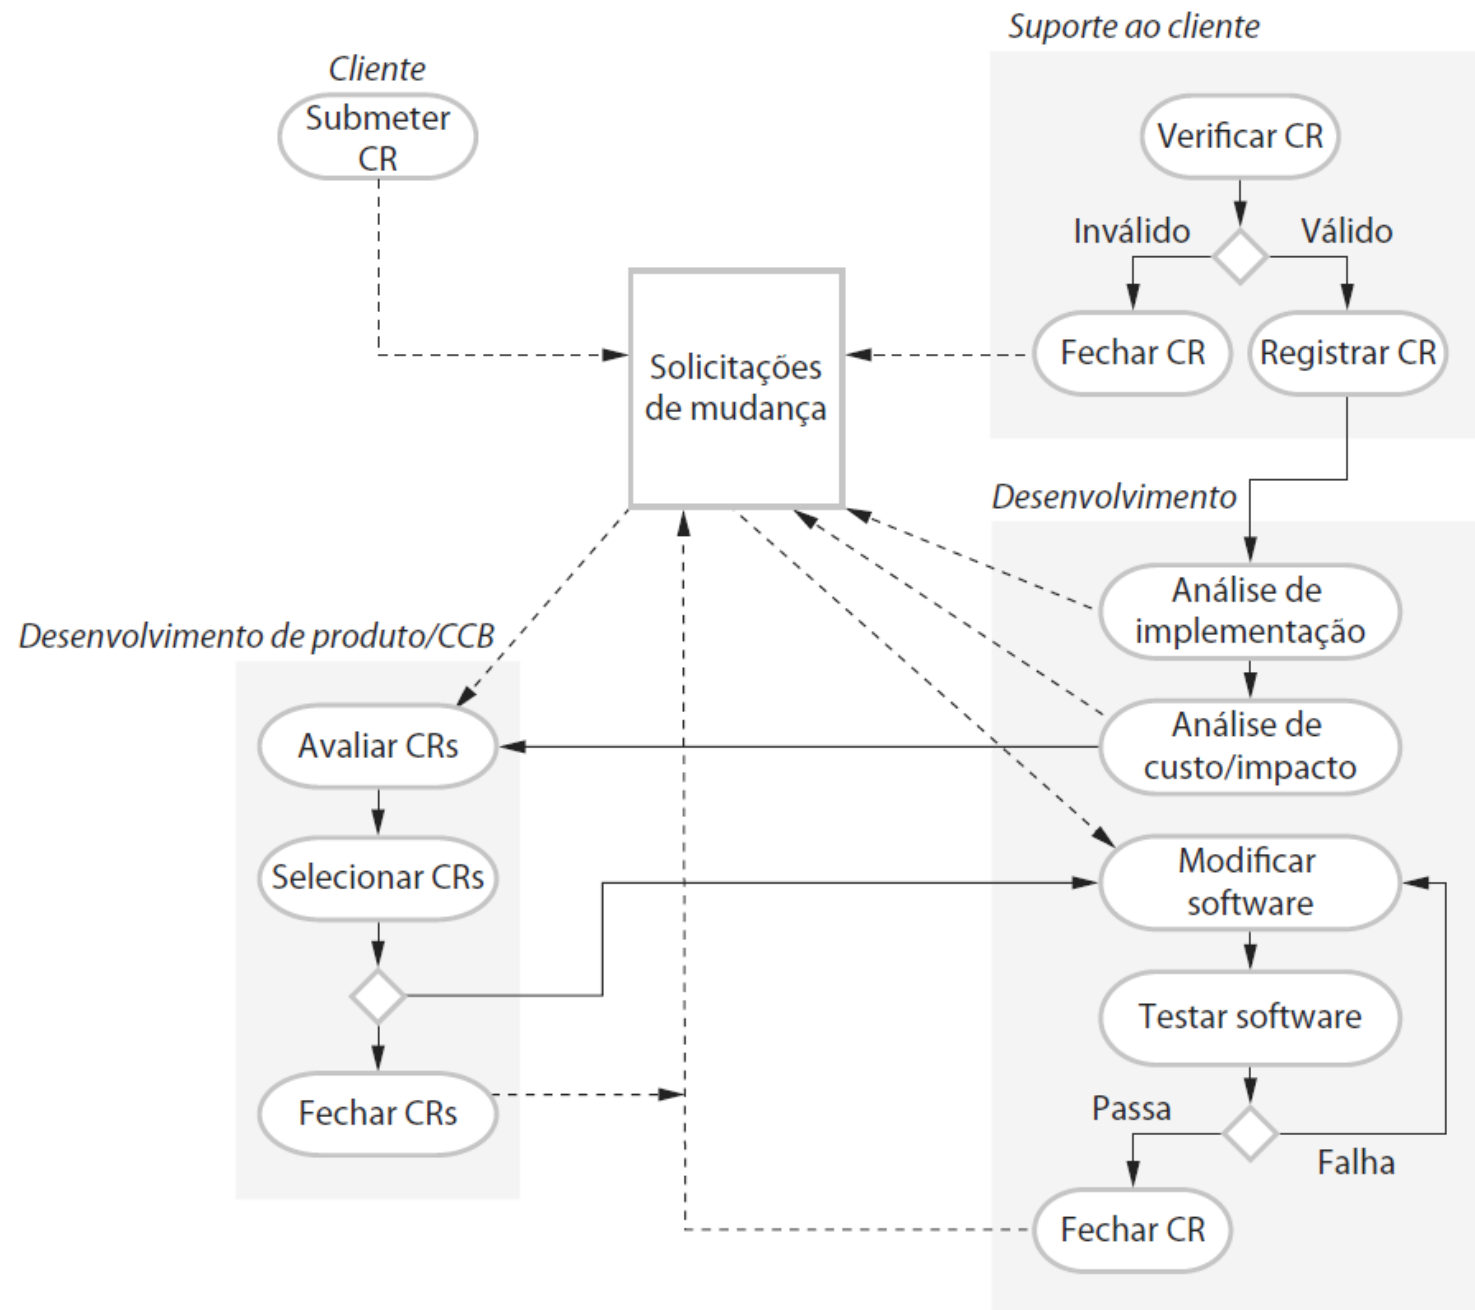 Suporte ao cliente
Cliente
Submeter
CR
Verificar CR
Inválido
Válido
Fechar CR
Registrar CR
Solicitações
de mudança
Desenvolvimento
Análise de
implementação
Desenvolvimento de produto/CCB
Avaliar CRs
Análise de
custo/impacto
Selecionar CRs
Modificar
software
Testar software
Fechar CRs
Passa
Falha
Fechar CR